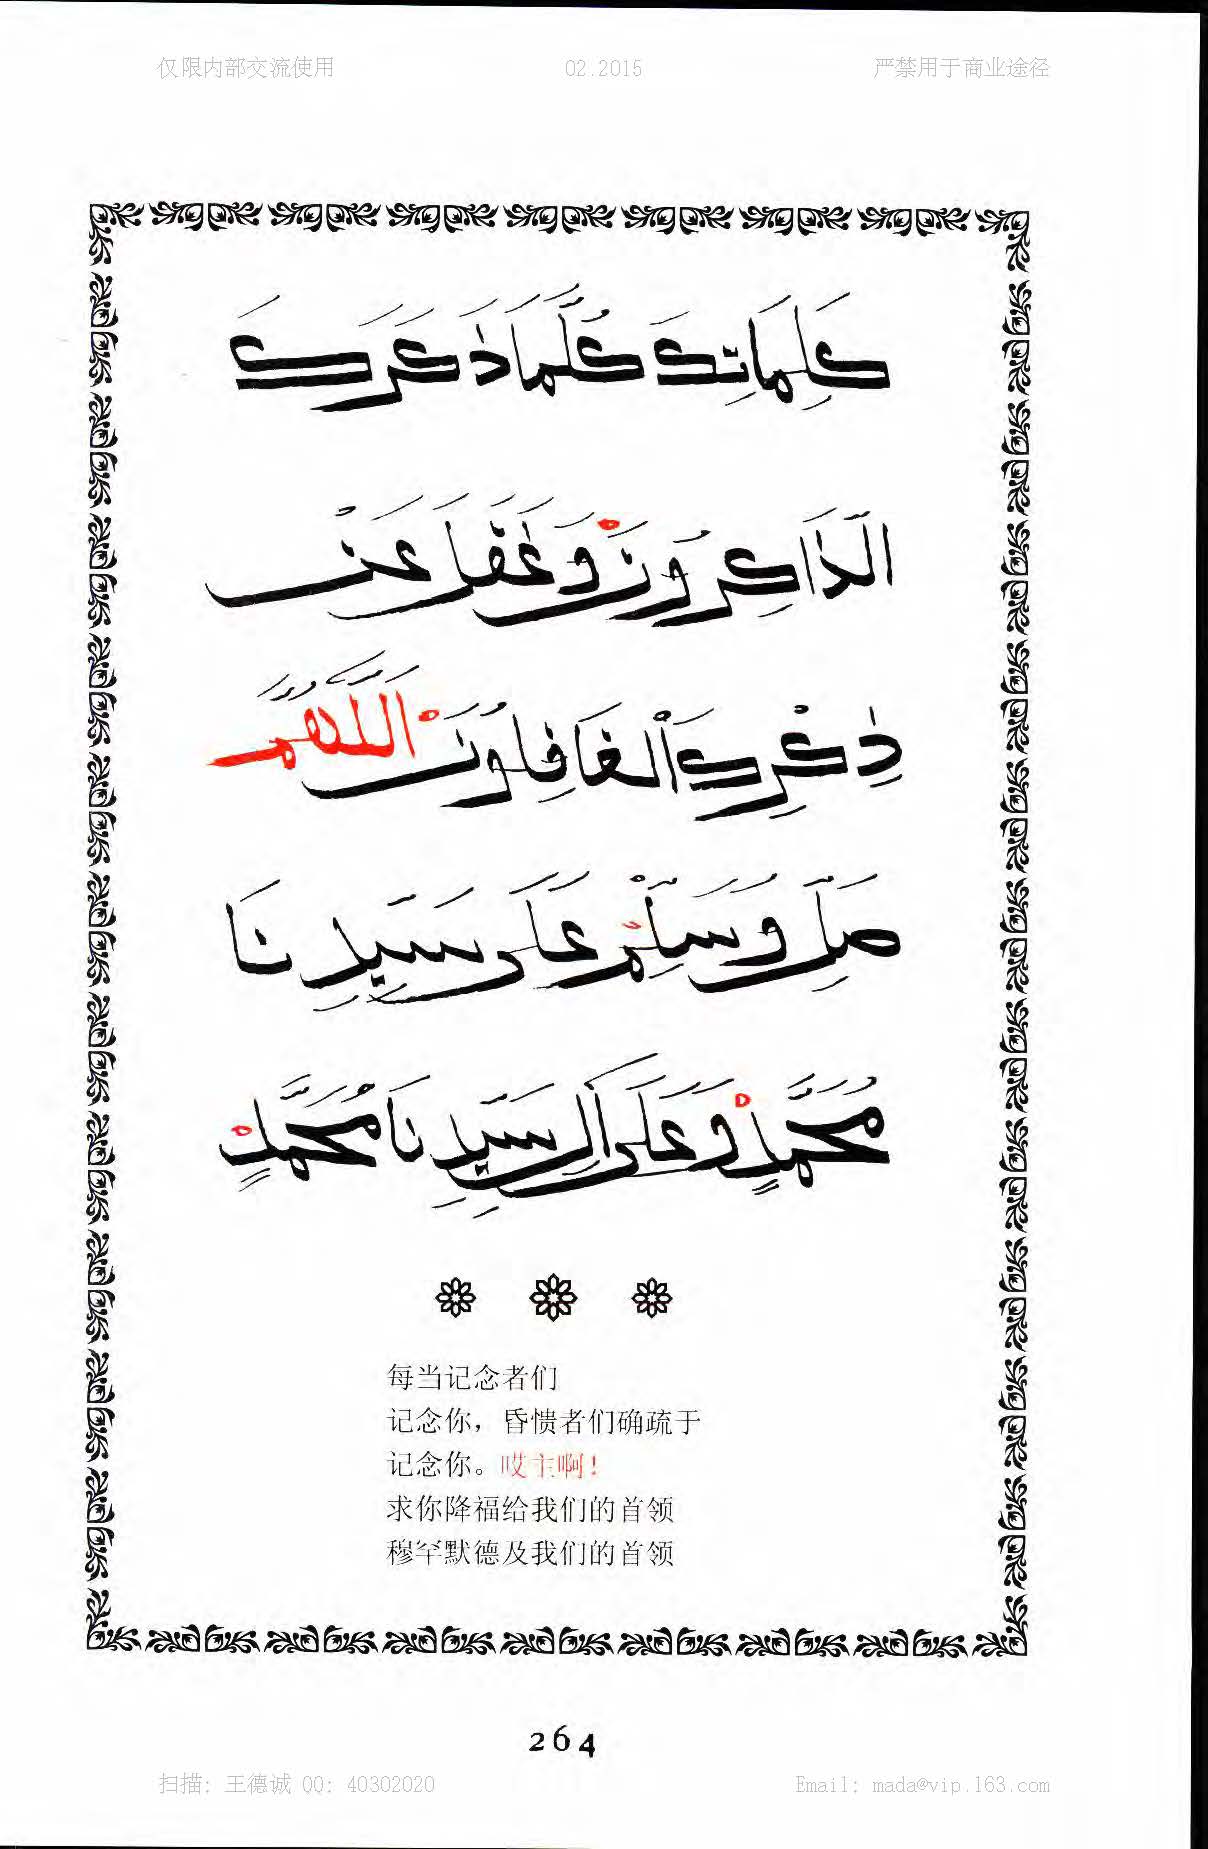 仅限内部交流使用 02.2015 严禁用于商业途径
كَلِمَاتِكَ كُلَّمَا ذَكَرَكَ
الذَّاكِرُونَ وَغَفَلَ عَنْ
ذِكْرِكَ الْغَافِلُونَ اَللّٰهُمَّ
صَلِّ وَسَلِّمْ عَلَى سَيِّدِنَا
مُحَمَّدٍ وَعَلَى آلِ سَيِّدِنَا مُحَمَّدٍ
每当记念者们
记念你，昏愦者们确疏于
记念你。哎主啊！
求你降福给我们的首领
穆罕默德及我们的首领
264
扫描: 王德诚 QQ: 40302020 Email: mada@vip.163.com